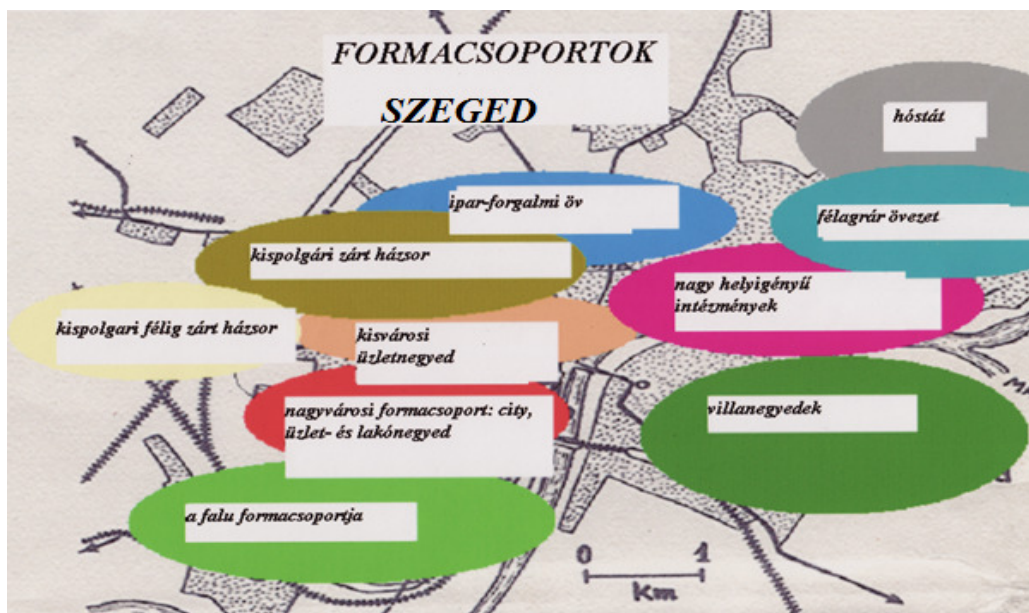 FORMACSOPORTOK
SZEGED
hóstát
ipar-forgalmi öv
félagrár övezet
kispolgári zárt házsor
nagy helyigényű
intézmények
kispolgari félig zárt házsor
kisvárosi
üzletnegyed
nagyvárosi formacsoport: city,
üzlet- és lakónegyed
villanegyedek
a falu formacsoportja
0 1
Km